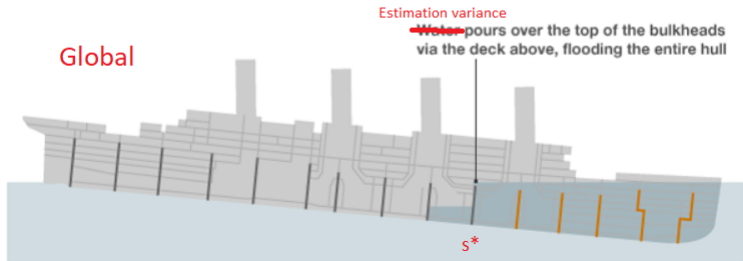 Estimation variance
Water pours over the top of the bulkheads
via the deck above, flooding the entire hull
Global
s*